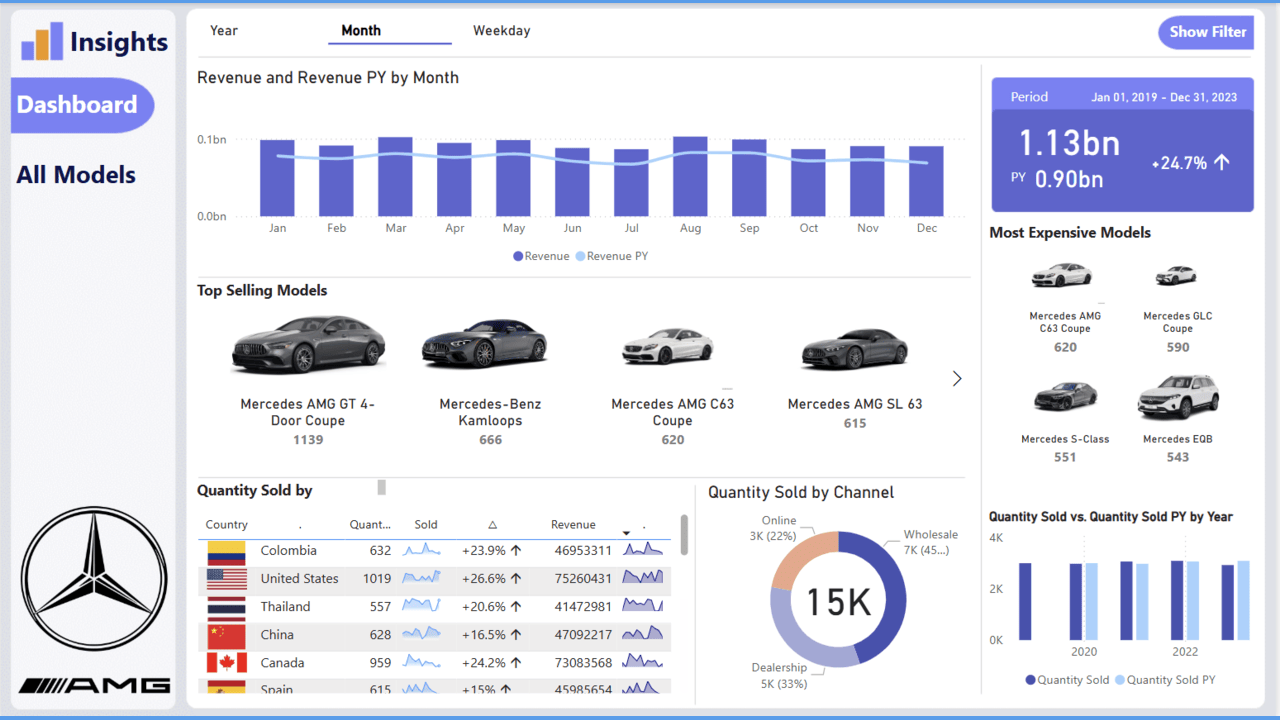 Insights
Dashboard
All Models
AMG
Year
Month
Weekday
Show Filter
Revenue and Revenue PY by Month
0.1bn
0.0bn
Jan Feb Mar Apr May Jun Jul Aug Sep Oct Nov Dec
Revenue Revenue PY
Top Selling Models
Mercedes AMG GT 4-
Door Coupe
1139
Mercedes-Benz
Kamloops
666
Mercedes AMG C63
Coupe
620
Mercedes AMG SL 63
615
Quantity Sold by
Country . Quant... Sold △ Revenue .
Colombia 632 +23.9% ↑ 46953311
United States 1019 +26.6% ↑ 75260431
Thailand 557 +20.6% ↑ 41472981
China 628 +16.5% ↑ 47092217
Canada 959 +24.2% ↑ 73083568
Spain 615 +15% ↑ 45985654
Quantity Sold by Channel
Online
3K (22%)
Wholesale
7K (45...)
15K
Dealership
5K (33%)
Period Jan 01, 2019 - Dec 31, 2023
1.13bn
PY 0.90bn
+24.7% ↑
Most Expensive Models
Mercedes AMG
C63 Coupe
620
Mercedes GLC
Coupe
590
Mercedes S-Class
551
Mercedes EQB
543
Quantity Sold vs. Quantity Sold PY by Year
4K
2K
0K
2020 2022
Quantity Sold Quantity Sold PY